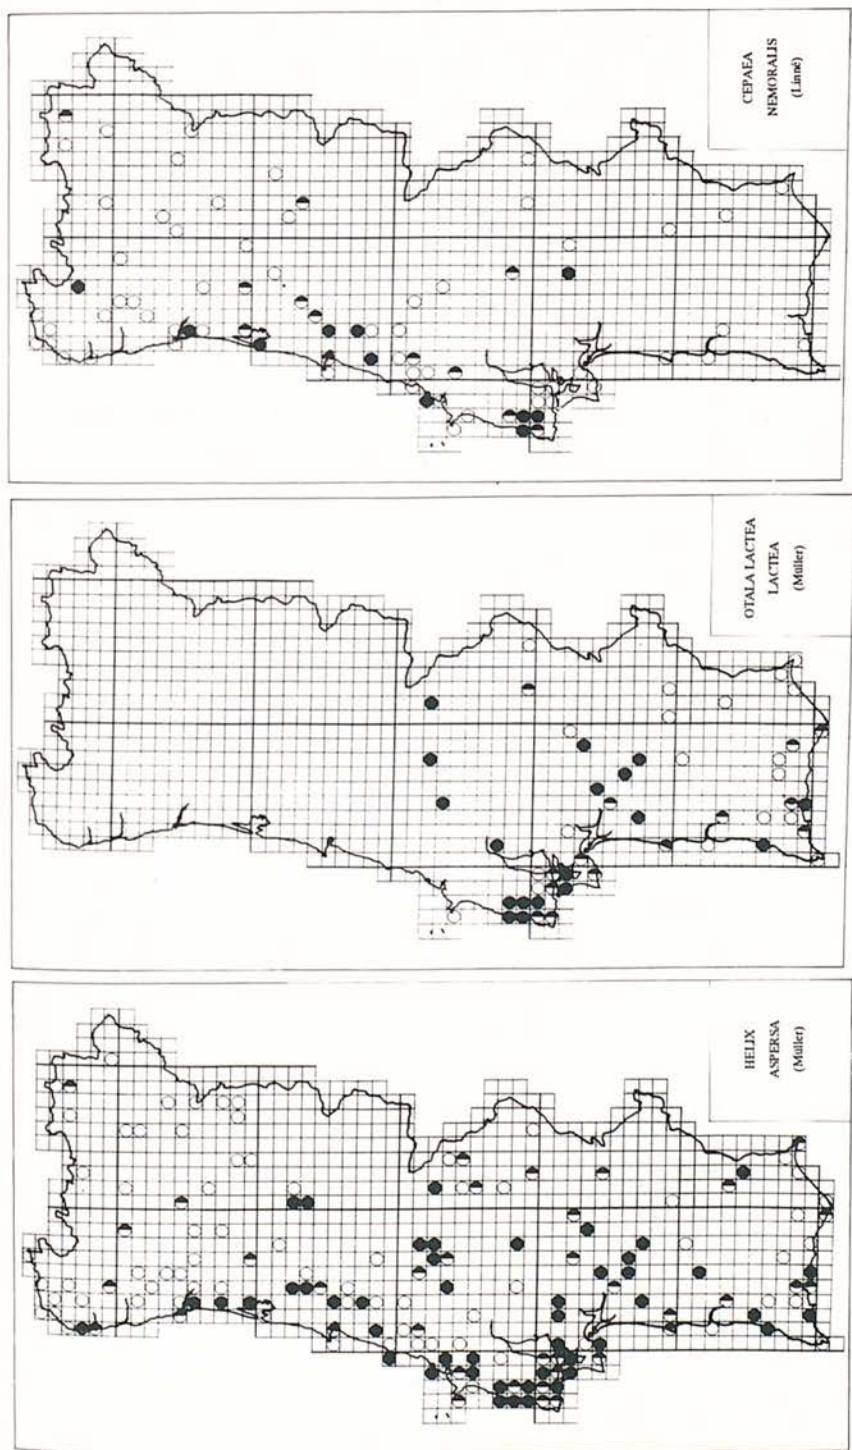 CEPAEA
NEMORALIS
(Linné)
OTALA LACTEA
LACTEA
(Müller)
HELIX
ASPERSA
(Müller)